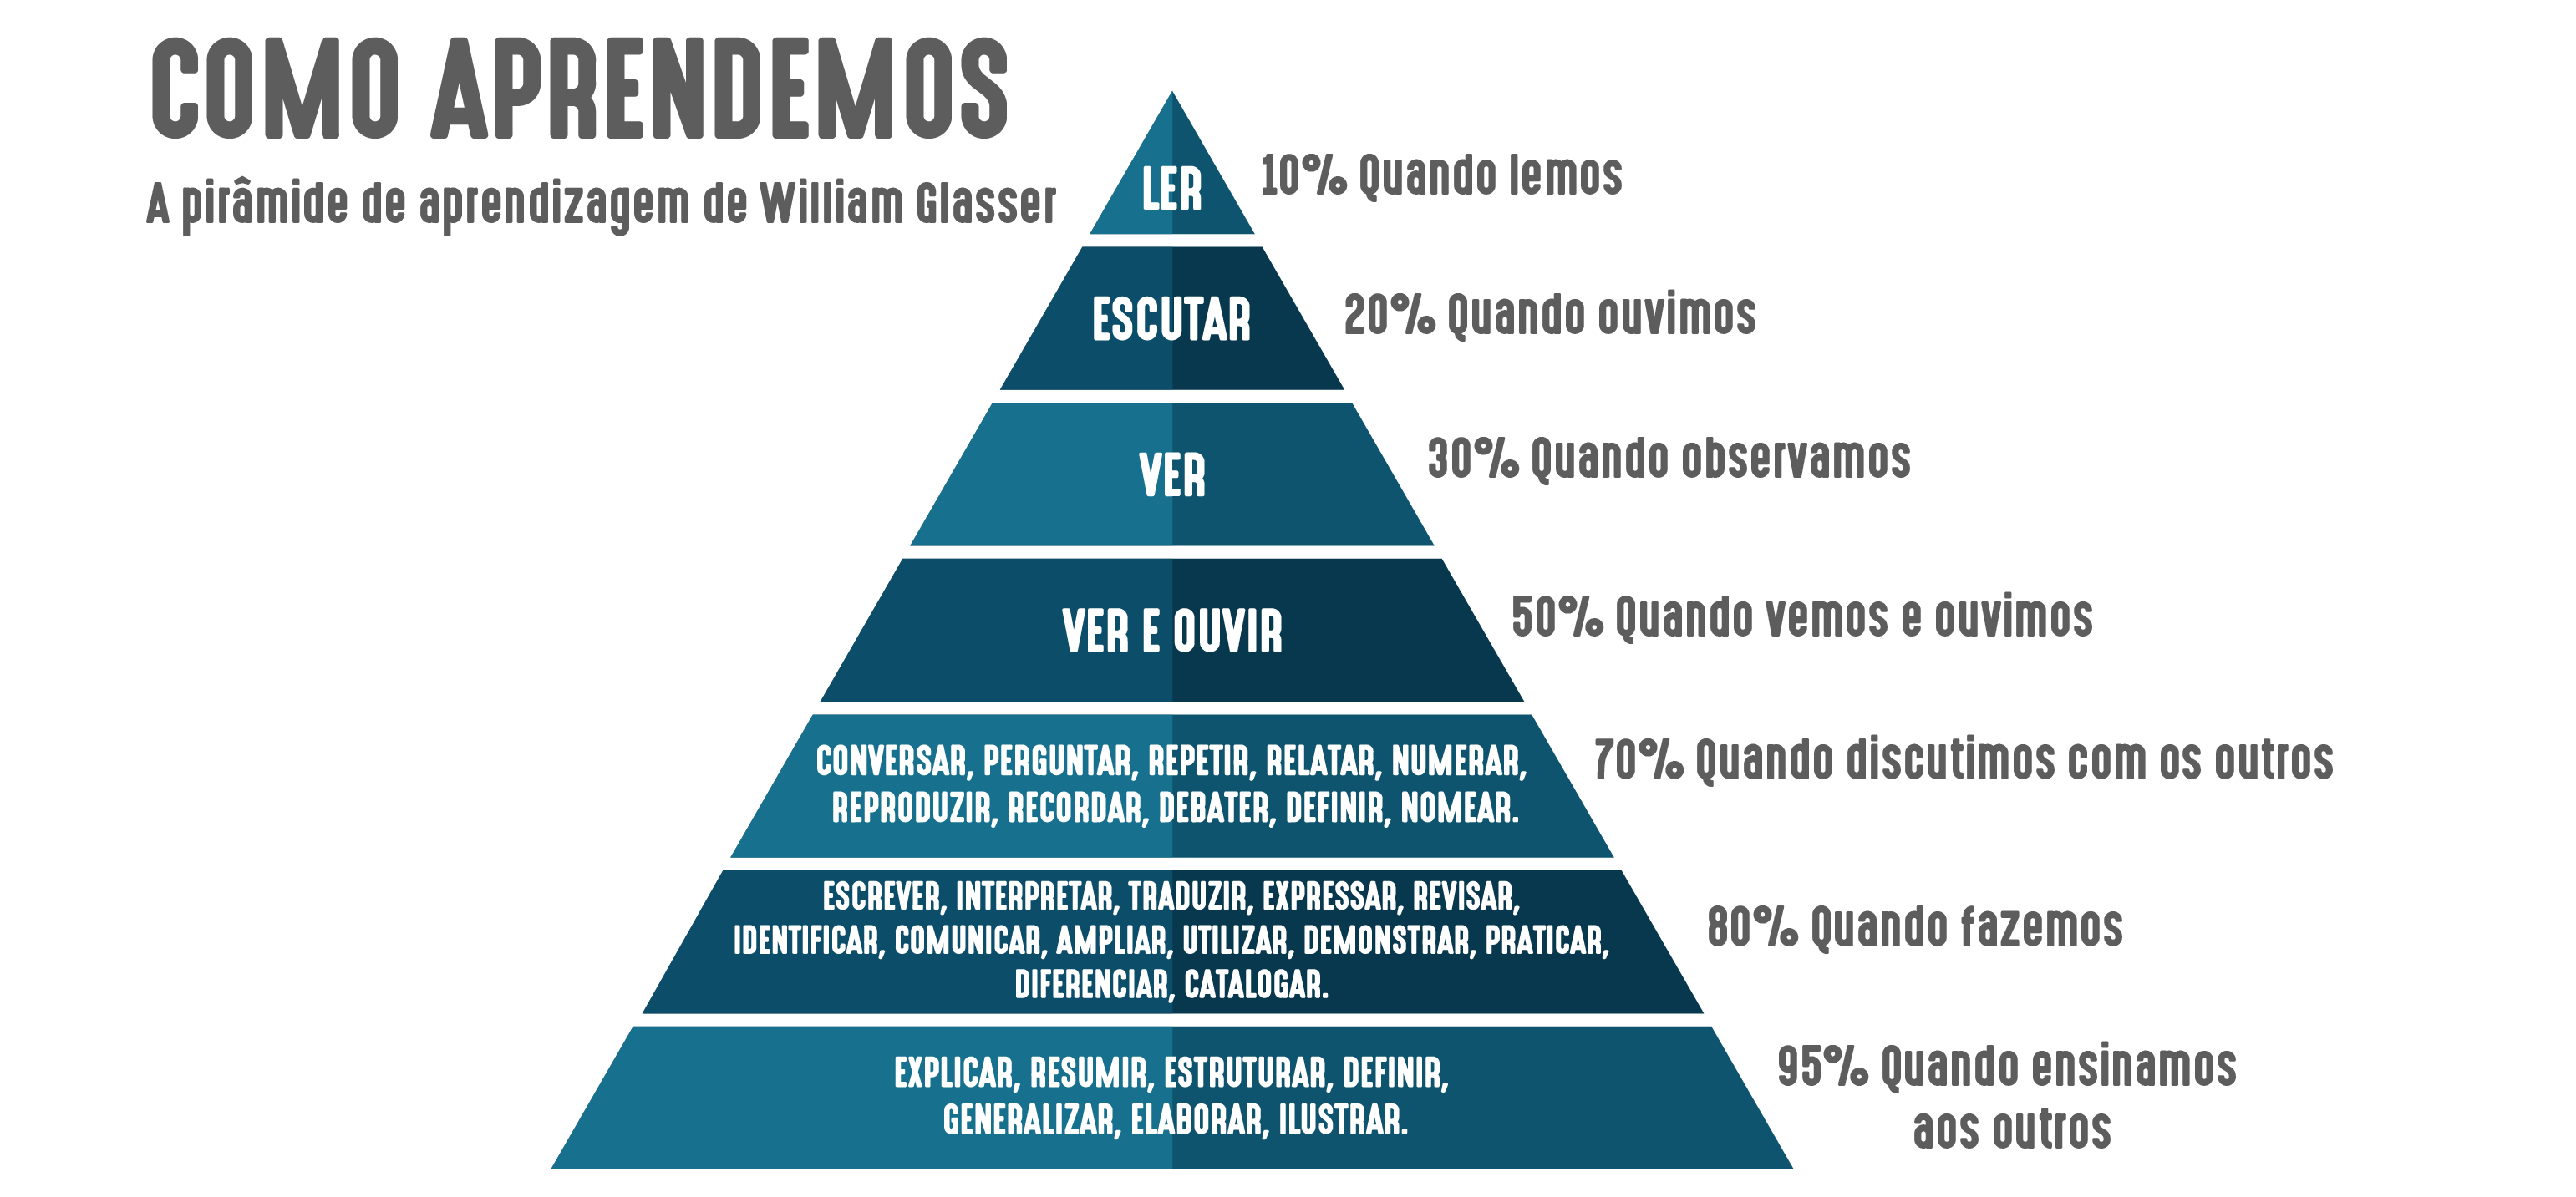 COMO APRENDEMOS
A pirâmide de aprendizagem de William Glasser
LER
10% Quando lemos
ESCUTAR
20% Quando ouvimos
VER
30% Quando observamos
VER E OUVIR
50% Quando vemos e ouvimos
CONVERSAR, PERGUNTAR, REPETIR, RELATAR, NUMERAR,
REPRODUZIR, RECORDAR, DEBATER, DEFINIR, NOMEAR.
70% Quando discutimos com os outros
ESCREVER, INTERPRETAR, TRADUZIR, EXPRESSAR, REVISAR,
IDENTIFICAR, COMUNICAR, AMPLIAR, UTILIZAR, DEMONSTRAR, PRATICAR,
DIFERENCIAR, CATALOGAR.
80% Quando fazemos
EXPLICAR, RESUMIR, ESTRUTURAR, DEFINIR,
GENERALIZAR, ELABORAR, ILUSTRAR.
95% Quando ensinamos
aos outros